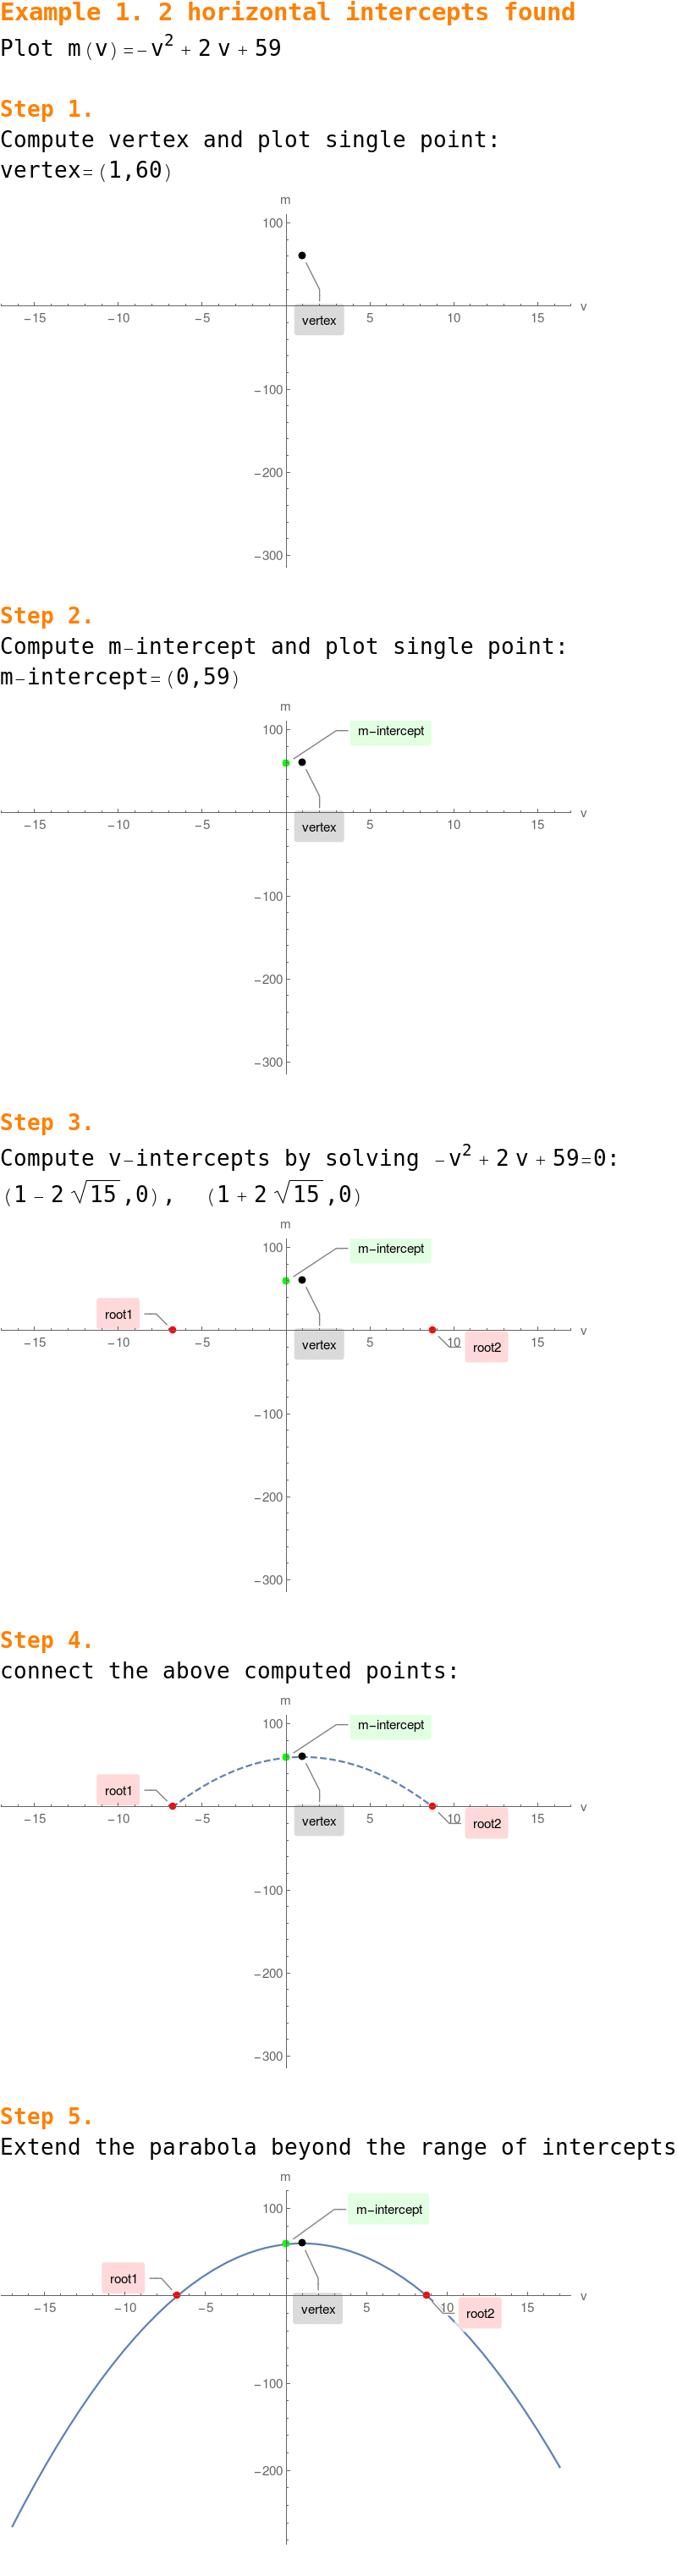 Example 1. 2 horizontal intercepts found
Plot m(v)=-v² + 2 v + 59
Step 1.
Compute vertex and plot single point:
vertex=(1,60)
m
100
vertex
v
-15 -10 -5 5 10 15
-100
-200
-300
Step 2.
Compute m-intercept and plot single point:
m-intercept=(0,59)
m
100
m-intercept
vertex
v
-15 -10 -5 5 10 15
-100
-200
-300
Step 3.
Compute v-intercepts by solving -v² + 2 v + 59=0:
(1 - 2 √15 ,0), (1 + 2 √15 ,0)
m
100
m-intercept
root1
vertex
root2
v
-15 -10 -5 5 10 15
-100
-200
-300
Step 4.
connect the above computed points:
m
100
m-intercept
root1
vertex
root2
v
-15 -10 -5 5 10 15
-100
-200
-300
Step 5.
Extend the parabola beyond the range of intercepts
m
100
m-intercept
root1
vertex
root2
v
-15 -10 -5 5 10 15
-100
-200